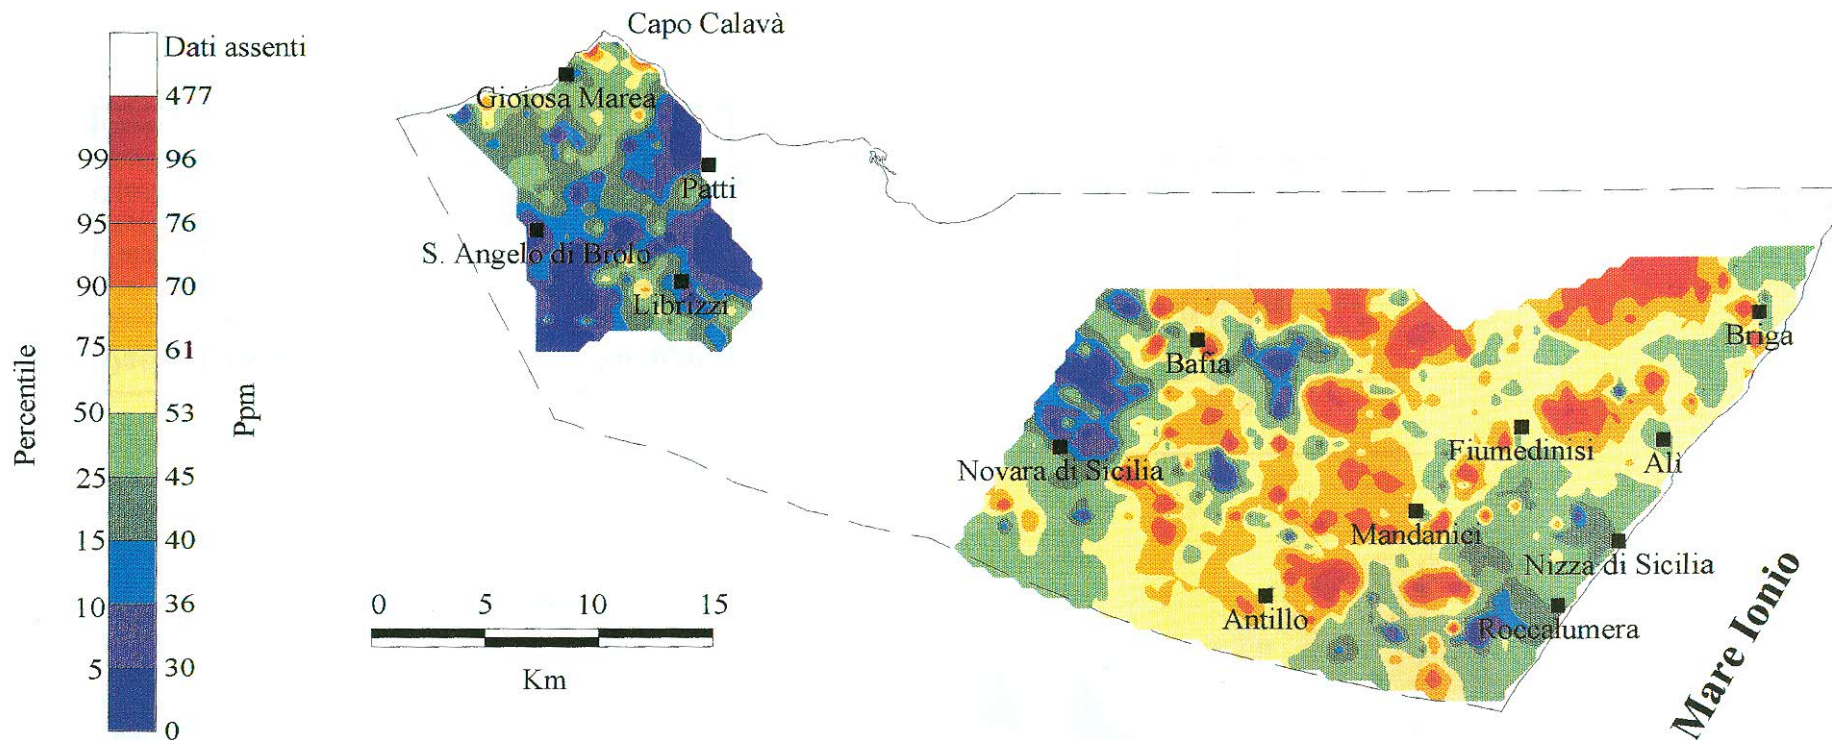 Capo Calavà
Dati assenti
477
Gioiosa Marea
99 96
Patti
95 76
S. Angelo di Brolo
90 70
Librizzi
Briga
75 61
Bafia
50 53
Fiumedinisi
Alì
Novara di Sicilia
25 45
Mandanici
15 40
Nizza di Sicilia
10 36
0 5 10 15
Antillo
Roccalumera
5 30
Km
0
Percentile
Ppm
Mare Ionio